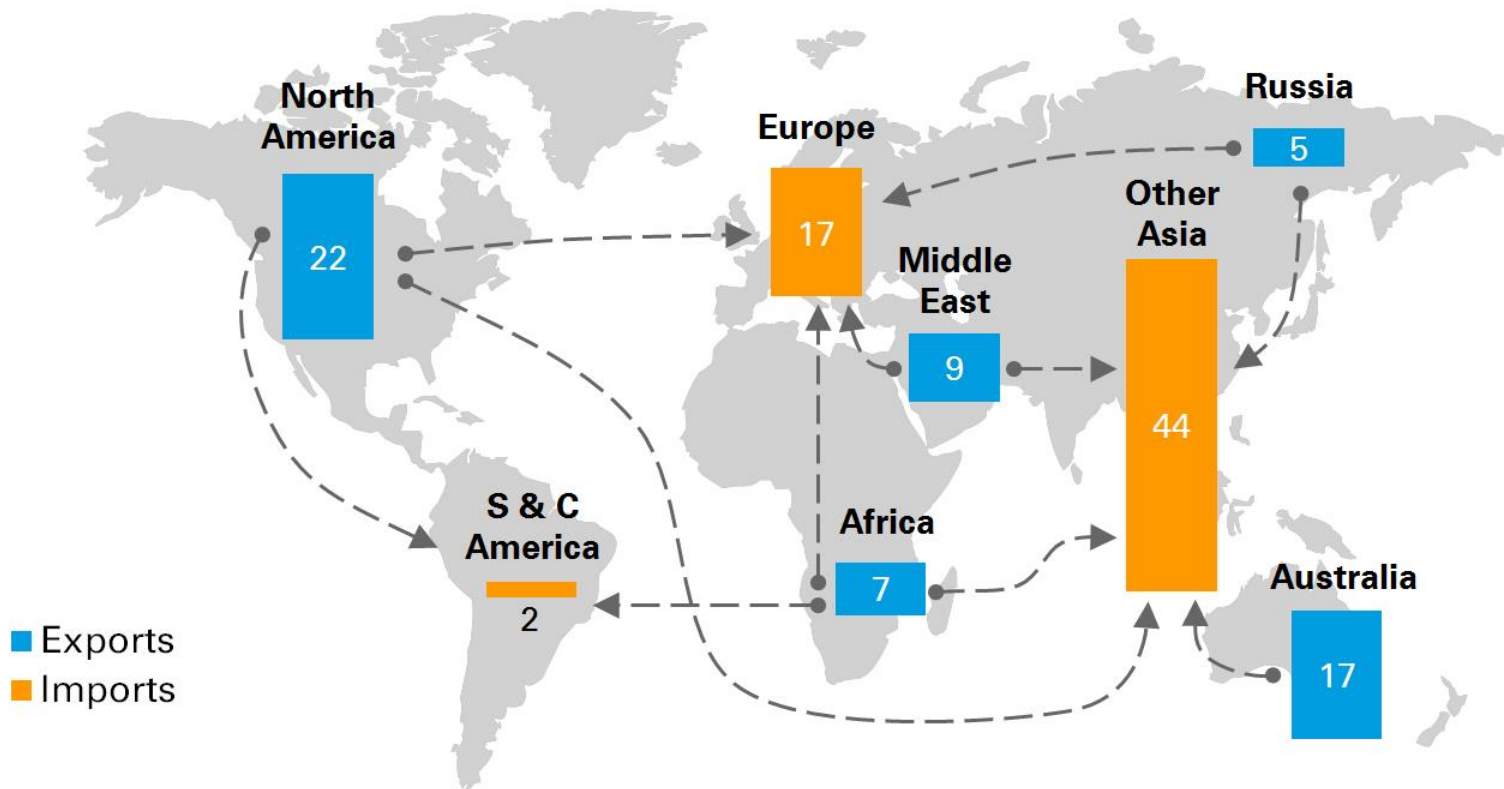 North
America
22
Europe
17
Russia
5
Other
Asia
44
Middle
East
9
S & C
America
2
Africa
7
Australia
17
Exports
Imports